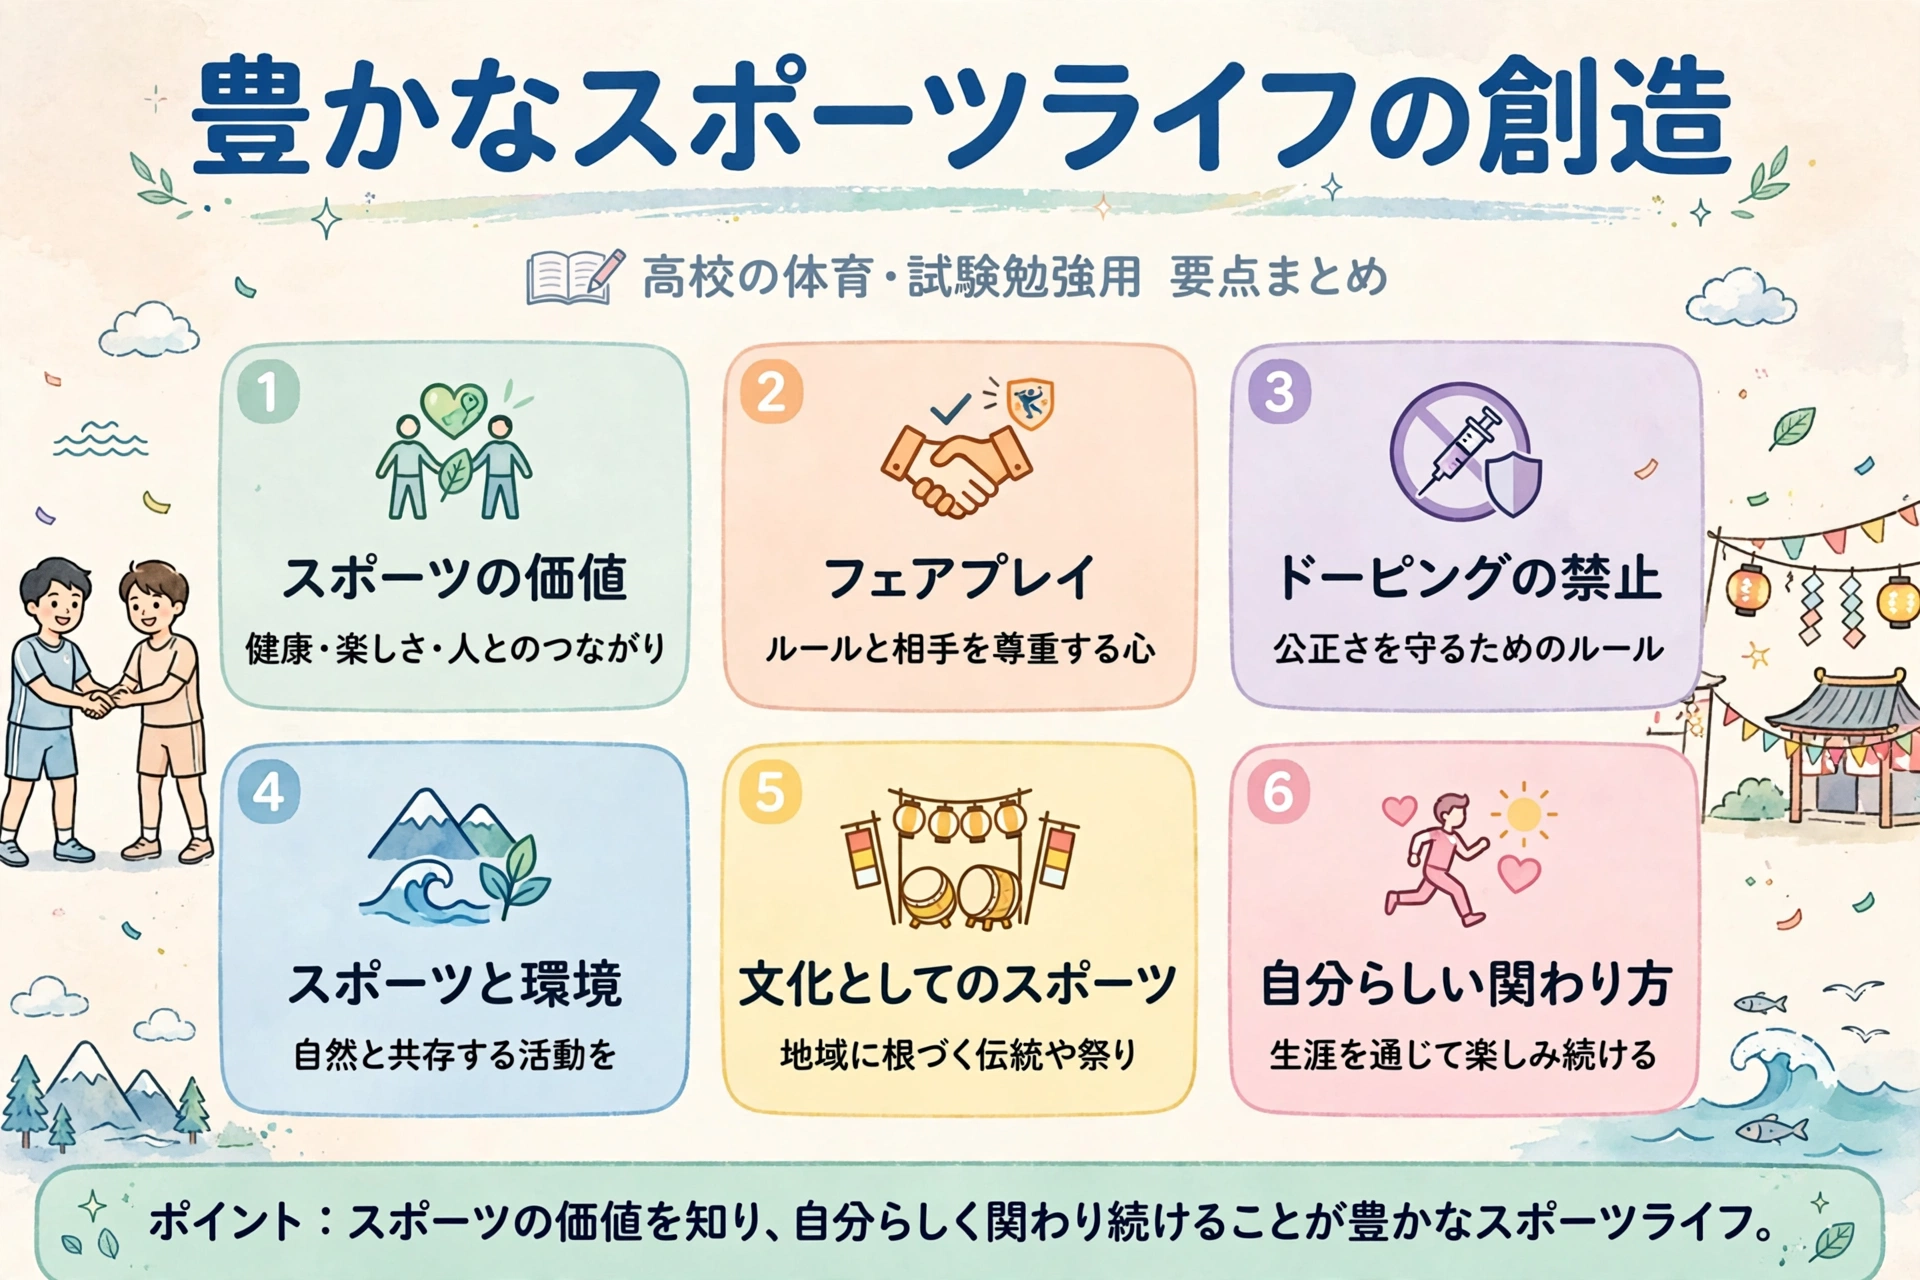 豊かなスポーツライフの創造
高校の体育・試験勉強用 要点まとめ
1
スポーツの価値
健康・楽しさ・人とのつながり
2
フェアプレイ
ルールと相手を尊重する心
3
ドーピングの禁止
公正さを守るためのルール
4
スポーツと環境
自然と共存する活動を
5
文化としてのスポーツ
地域に根づく伝統や祭り
6
自分らしい関わり方
生涯を通じて楽しみ続ける
ポイント：スポーツの価値を知り、自分らしく関わり続けることが豊かなスポーツライフ。